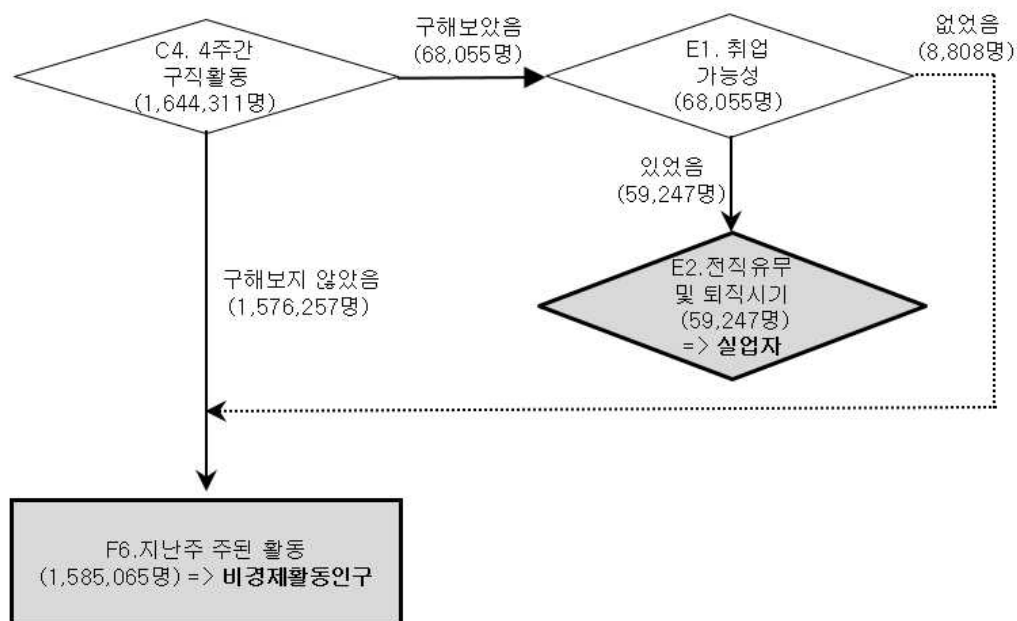 C4. 4주간
구직활동
(1,644,311명)
구해보았음
(68,055명)
E1. 취업
가능성
(68,055명)
없었음
(8,808명)
있었음
(59,247명)
E2.전직유무
및 퇴직시기
(59,247명)
=> 실업자
구해보지 않았음
(1,576,257명)
F6.지난주 주된 활동
(1,585,065명) => 비경제활동인구